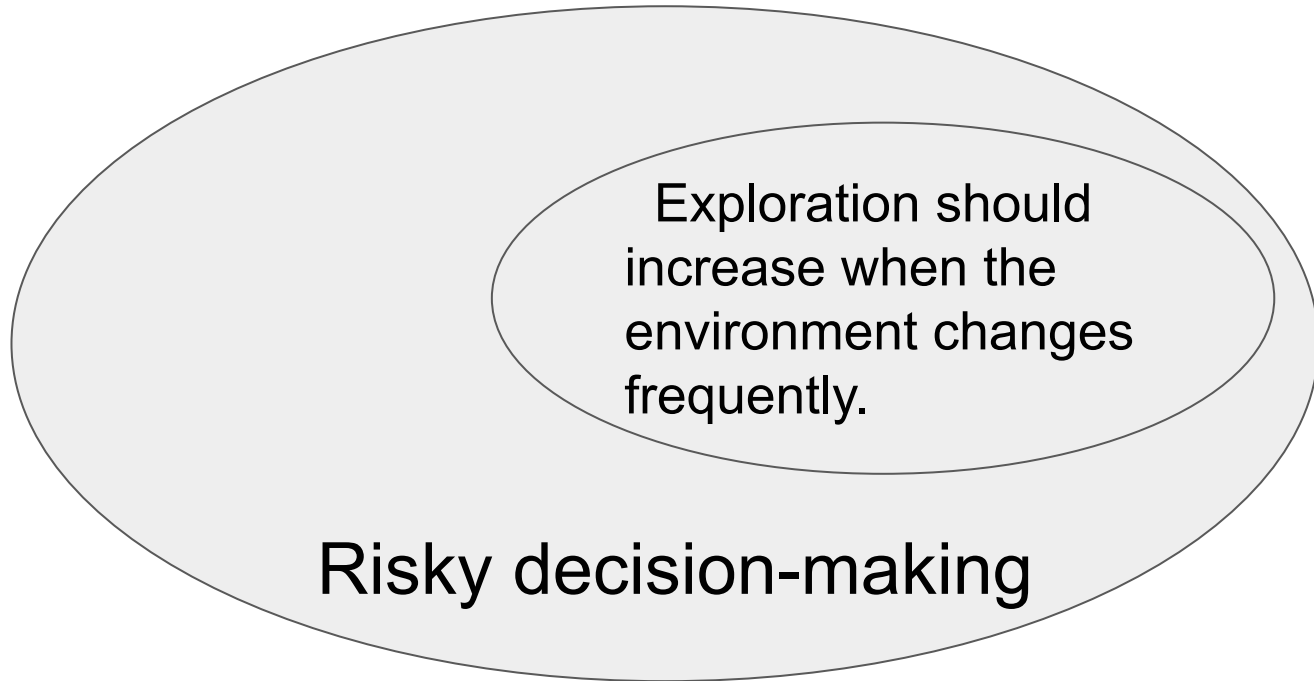 Exploration should
increase when the
environment changes
frequently.
Risky decision-making